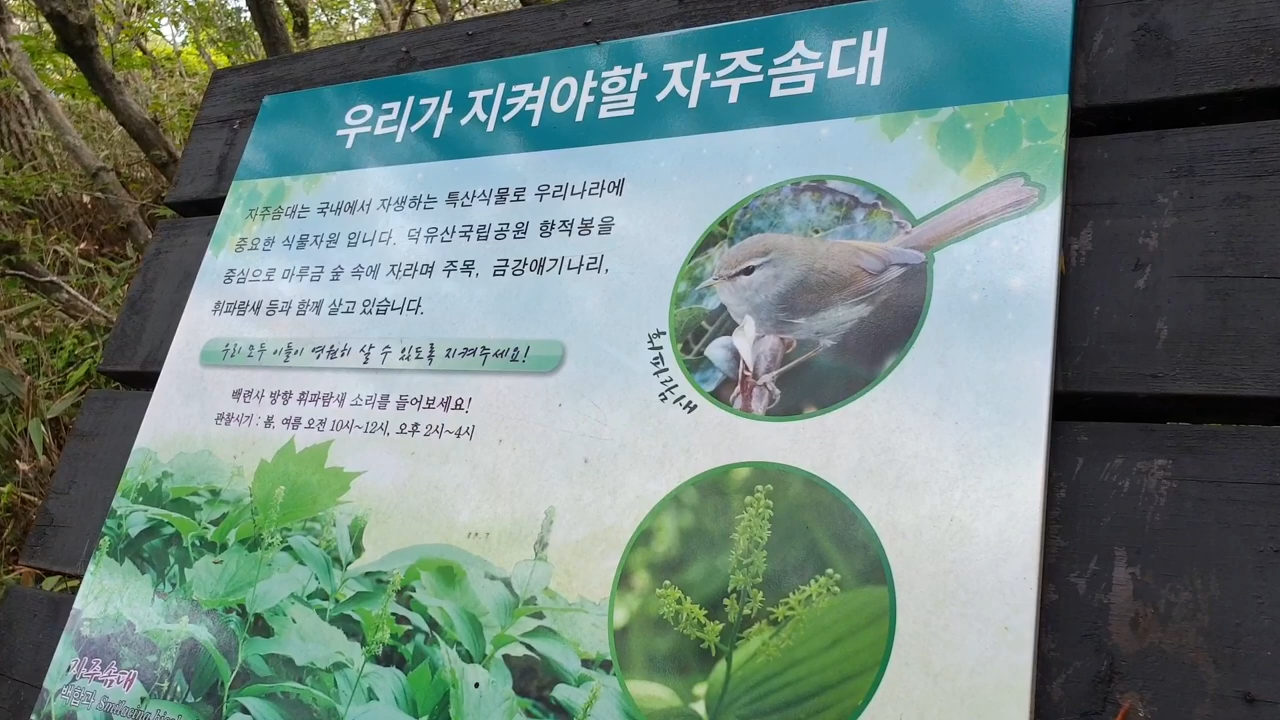 우리가 지켜야할 자주솜대
자주솜대는 국내에서 자생하는 특산식물로 우리나라에
중요한 식물자원 입니다. 덕유산국립공원 향적봉을
중심으로 마루금 숲 속에 자라며 주목, 금강애기나리,
휘파람새 등과 함께 살고 있습니다.
우리 모두 이들이 영원히 살 수 있도록 지켜주세요!
백련사 방향 휘파람새 소리를 들어보세요!
관찰시기 : 봄, 여름 오전 10시~12시, 오후 2시~4시
휘파람새
자주솜대
백합과 Smilacina